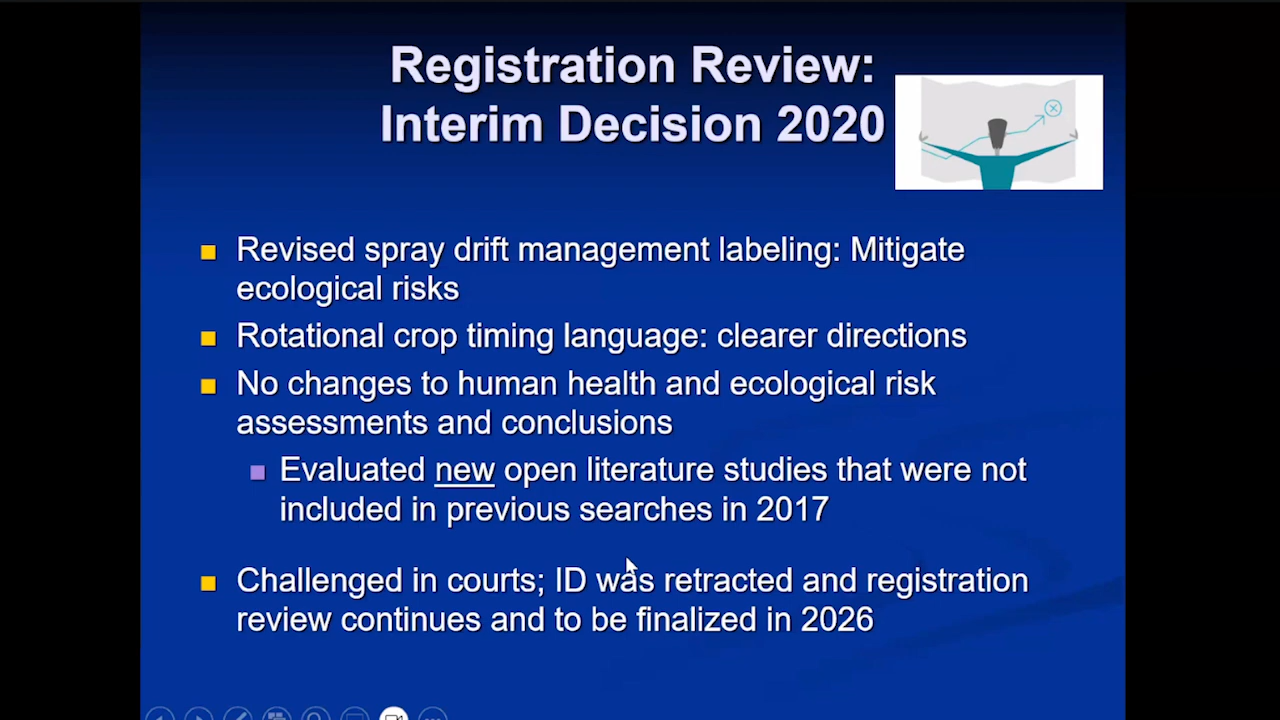 Registration Review:
Interim Decision 2020
Revised spray drift management labeling: Mitigate
ecological risks
Rotational crop timing language: clearer directions
No changes to human health and ecological risk
assessments and conclusions
Evaluated new open literature studies that were not
included in previous searches in 2017
Challenged in courts; ID was retracted and registration
review continues and to be finalized in 2026